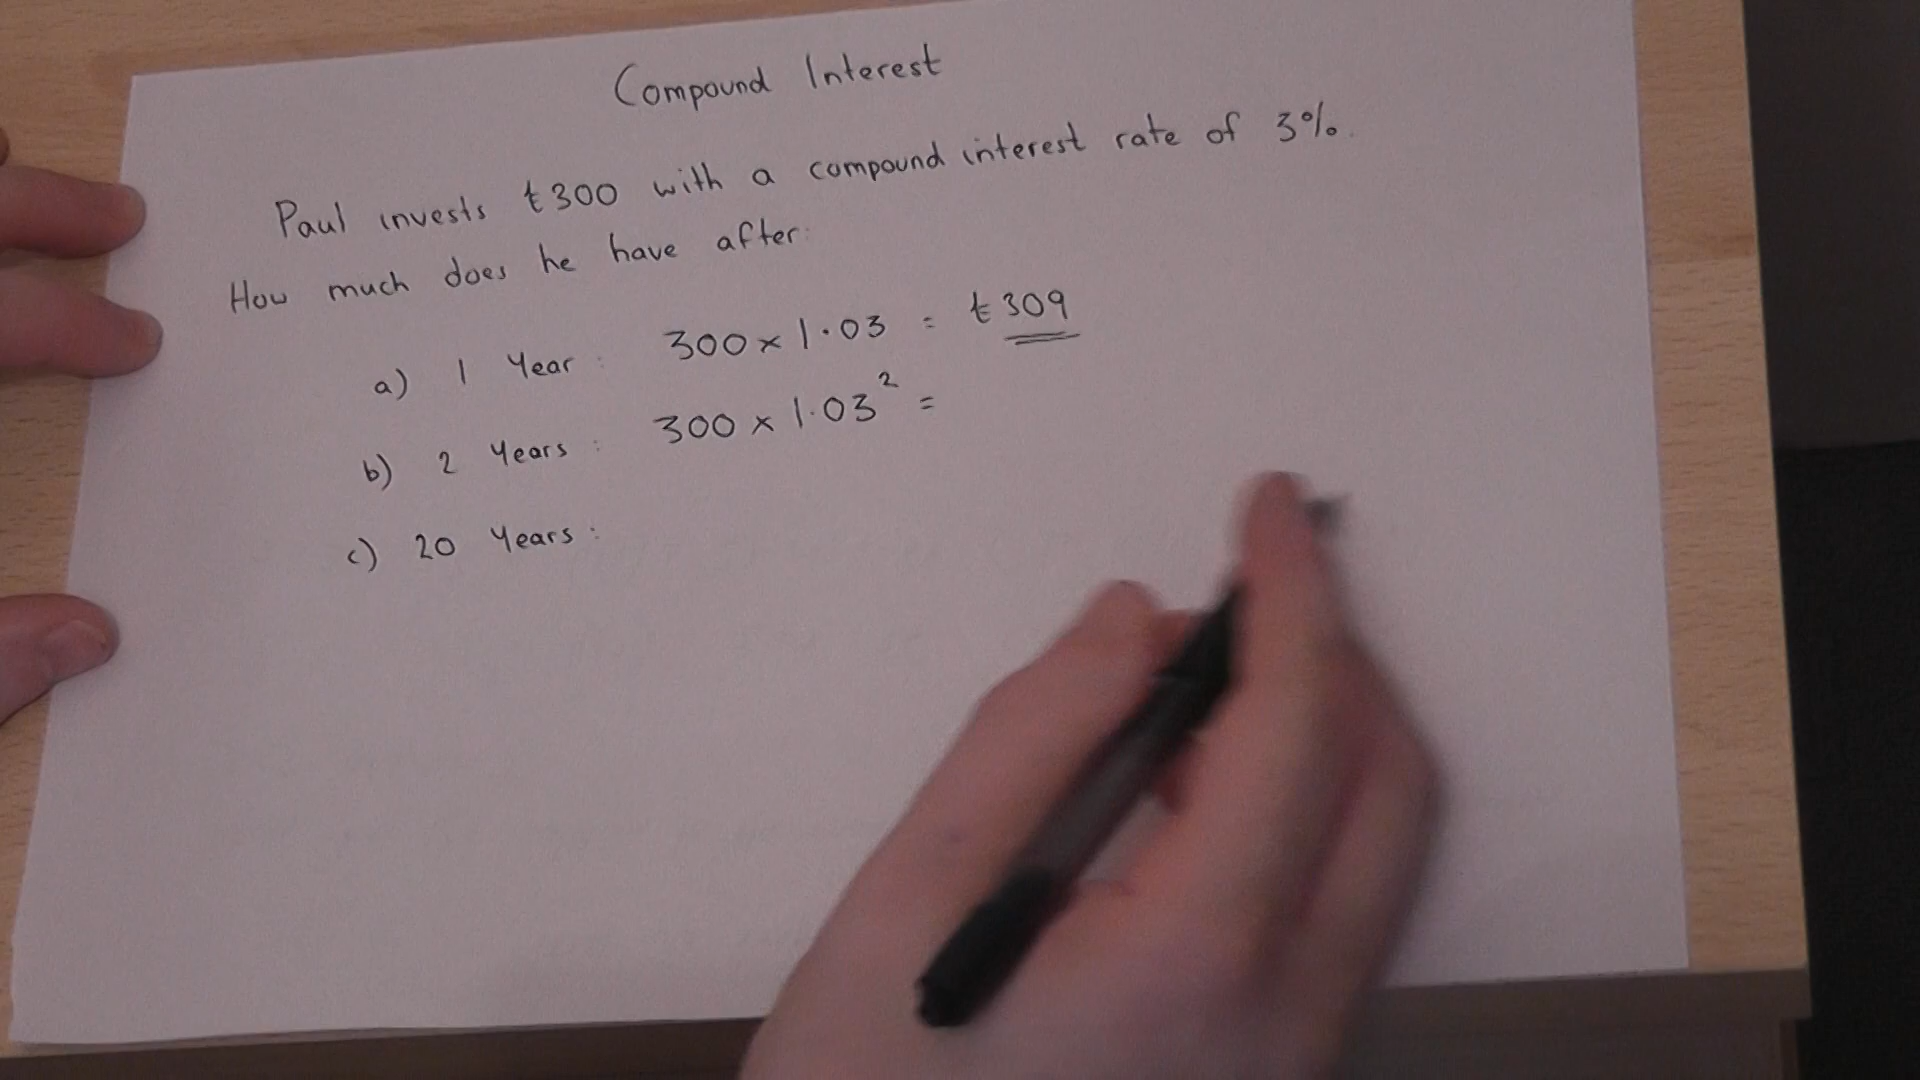 Compound Interest
Paul invests £300 with a compound interest rate of 3%.
How much does he have after:
a) 1 Year : 300 × 1.03 = £309
b) 2 Years : 300 × 1.03² =
c) 20 Years :